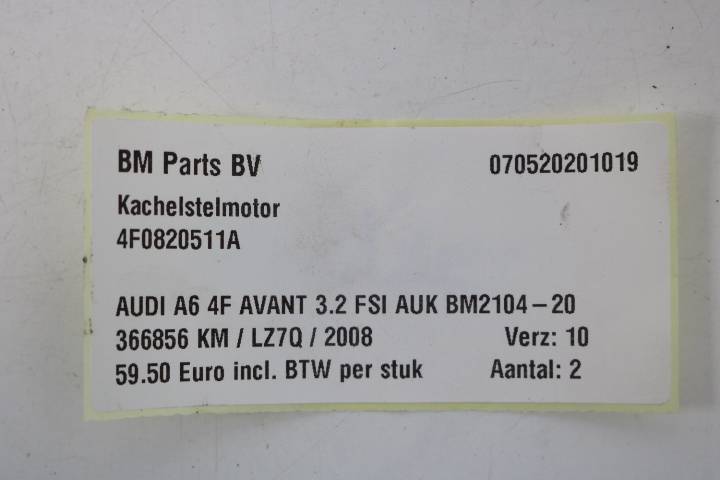 BM Parts BV 070520201019
Kachelstelmotor
4F0820511A
AUDI A6 4F AVANT 3.2 FSI AUK BM2104-20
366856 KM / LZ7Q / 2008 Verz: 10
59.50 Euro incl. BTW per stuk Aantal: 2